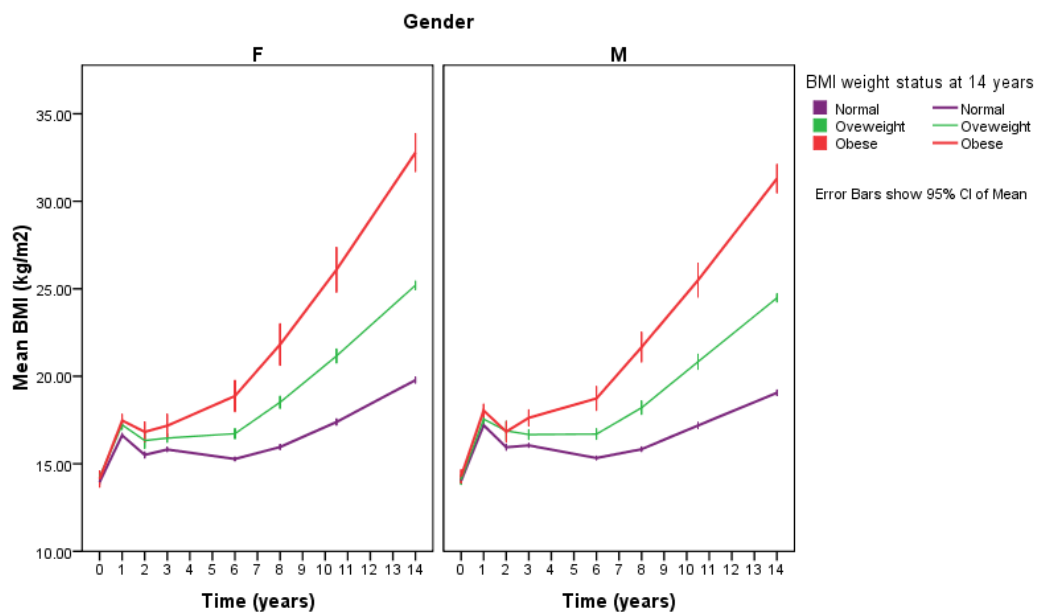 Gender
F
M
BMI weight status at 14 years
Normal Normal
Oveweight Oveweight
Obese Obese
Error Bars show 95% CI of Mean
Mean BMI (kg/m2)
35.00
30.00
25.00
20.00
15.00
10.00
0 1 2 3 4 5 6 7 8 9 10 11 12 13 14
0 1 2 3 4 5 6 7 8 9 10 11 12 13 14
Time (years)
Time (years)